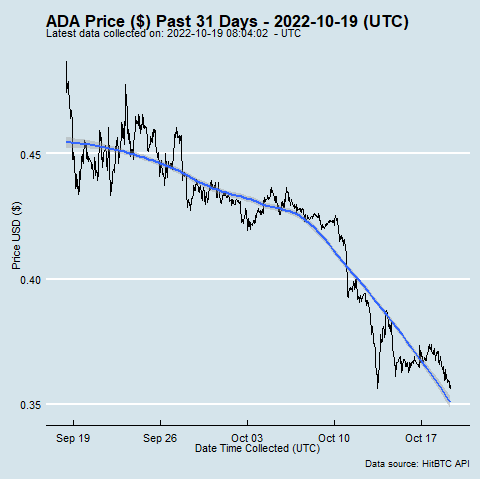 ADA Price ($) Past 31 Days - 2022-10-19 (UTC)
Latest data collected on: 2022-10-19 08:04:02 - UTC
0.45
0.40
0.35
Price USD ($)
Sep 19 Sep 26 Oct 03 Oct 10 Oct 17
Date Time Collected (UTC)
Data source: HitBTC API